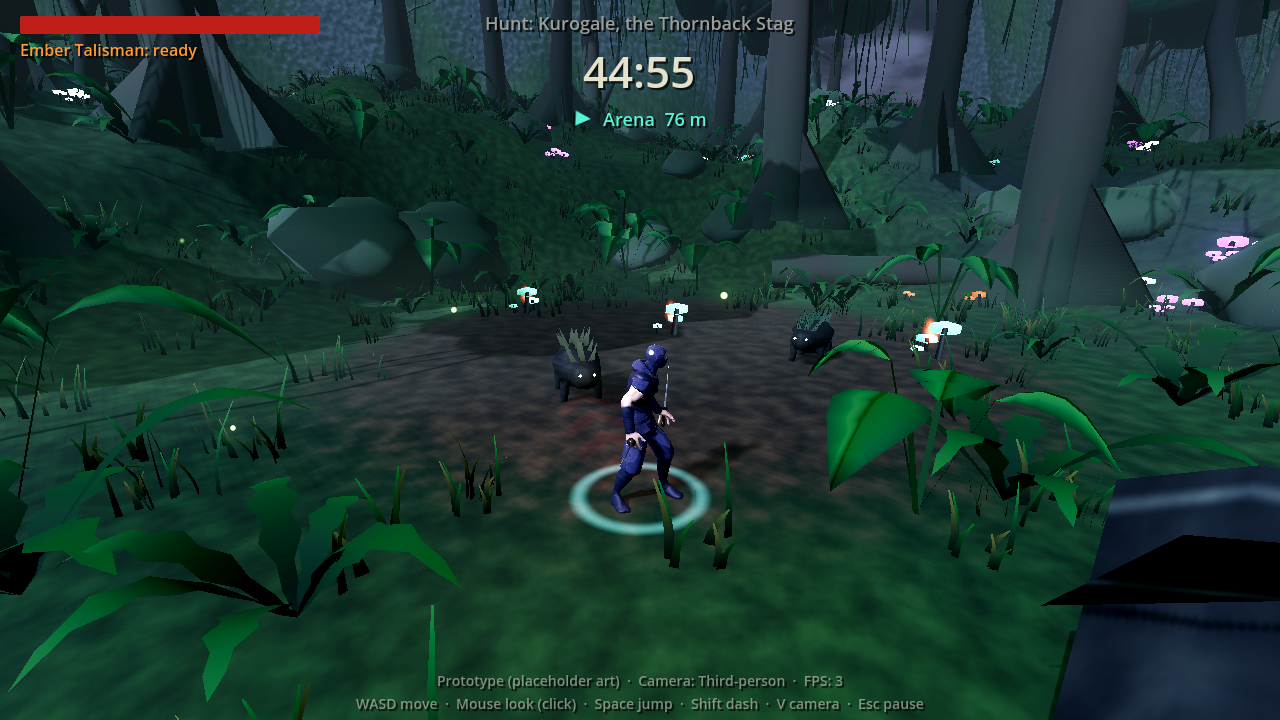 Hunt: Kurogale, the Thornback Stag
Ember Talisman: ready
44:55
▶ Arena 76 m
Prototype (placeholder art) · Camera: Third-person · FPS: 3
WASD move · Mouse look (click) · Space jump · Shift dash · V camera · Esc pause